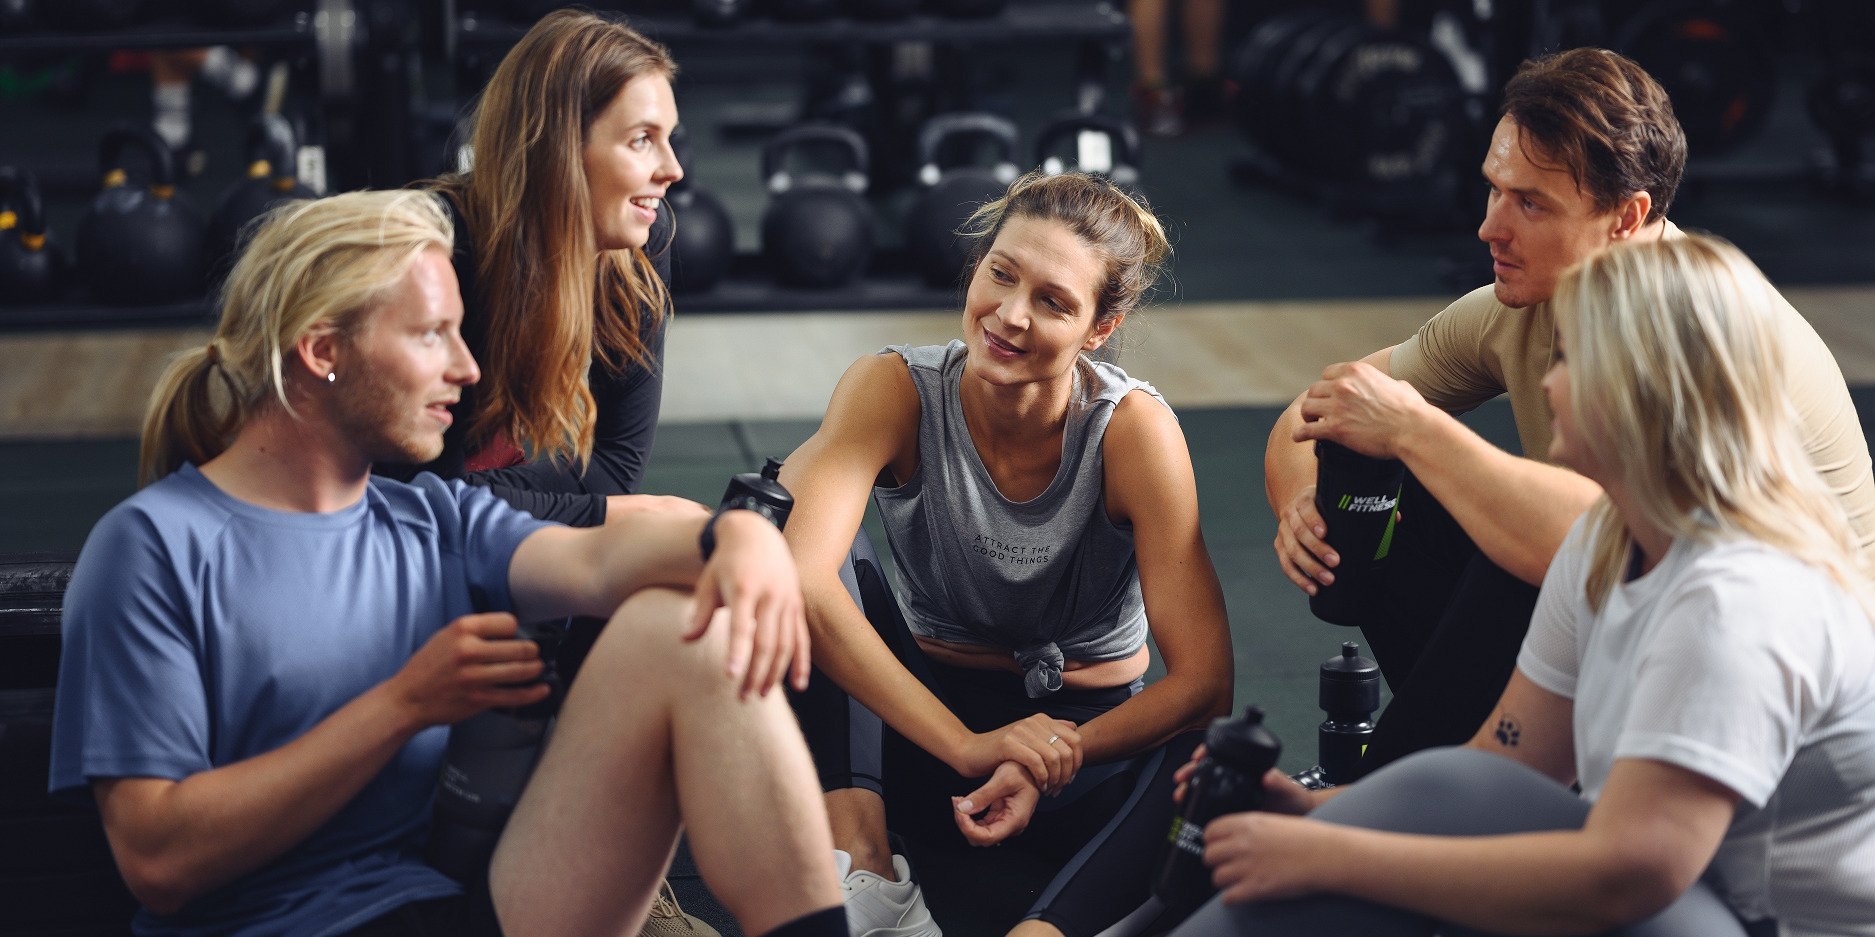 ATTRACT THE
GOOD THINGS
WELL
FITNESS